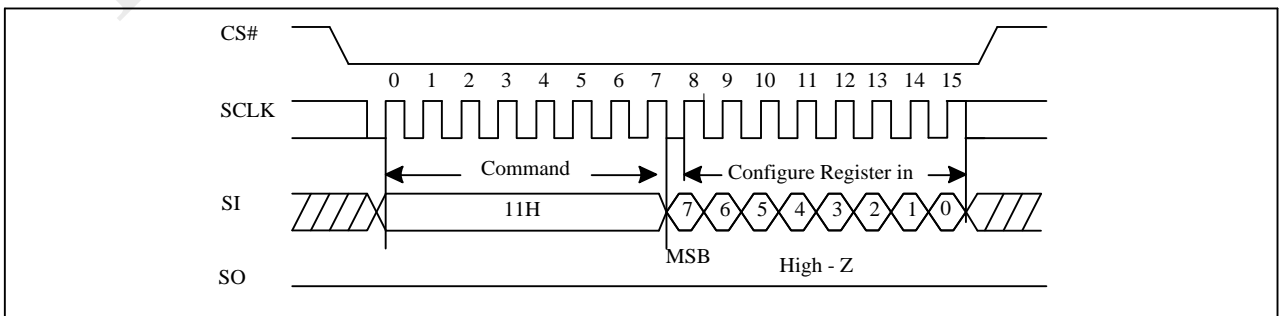 CS#
0 1 2 3 4 5 6 7 8 9 10 11 12 13 14 15
SCLK
Command
Configure Register in
SI
11H
7 6 5 4 3 2 1 0
MSB
High - Z
SO